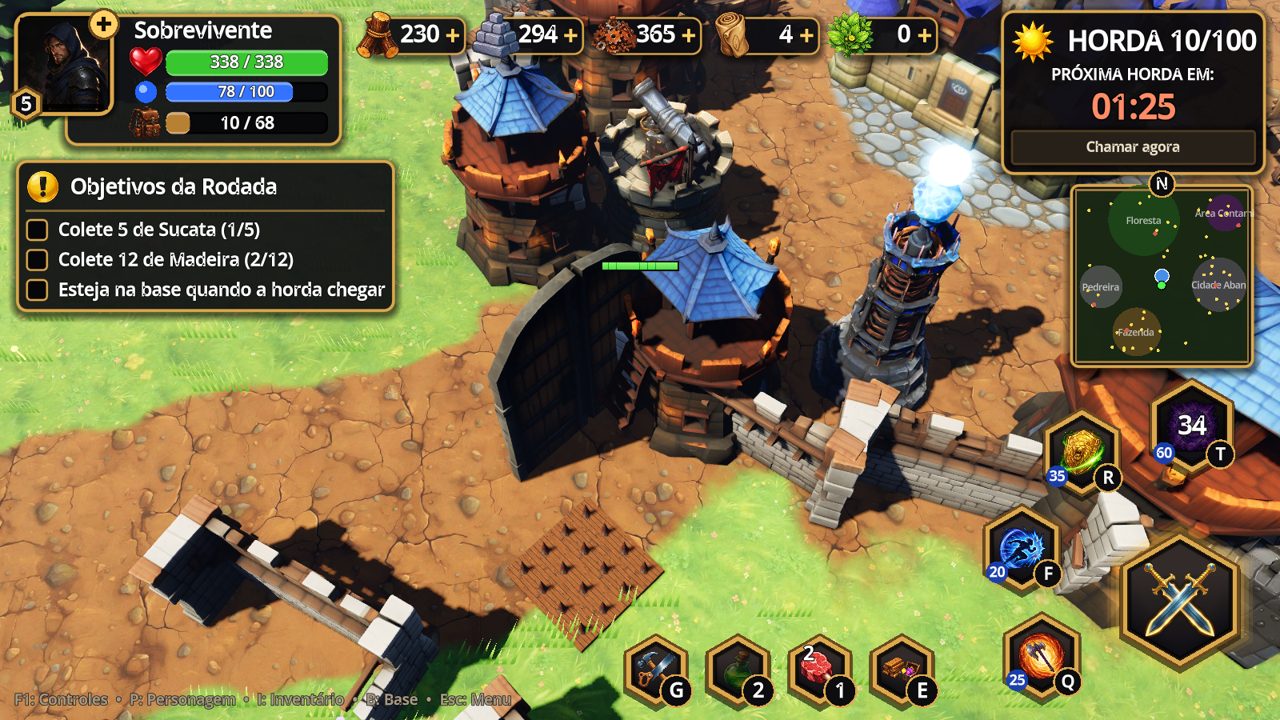 Sobrevivente
338 / 338
78 / 100
10 / 68
5
230 +
294 +
365 +
4 +
0 +
HORDA 10/100
PRÓXIMA HORDA EM:
01:25
Chamar agora
Objetivos da Rodada
Colete 5 de Sucata (1/5)
Colete 12 de Madeira (2/12)
Esteja na base quando a horda chegar
N
Floresta
Área Contam
Pedreira
Cidade Aban
Fazenda
34
60 T
35 R
20 F
25 Q
G
2
2
1
E
F1: Controles • P: Personagem • I: Inventário • B: Base • Esc: Menu